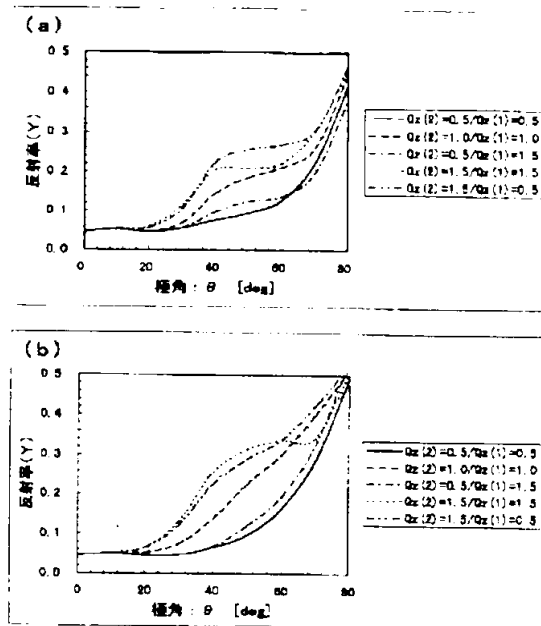 (a)
0.5
0.4
0.3
0.2
0.1
0.0
反射率(Y)
0 20 40 60 80
極角: θ [deg]
Qz(2)=0.5/Qz(1)=0.5
Qz(2)=1.0/Qz(1)=1.0
Qz(2)=0.5/Qz(1)=1.5
Qz(2)=1.5/Qz(1)=1.5
Qz(2)=1.5/Qz(1)=0.5
(b)
0.5
0.4
0.3
0.2
0.1
0.0
反射率(Y)
0 20 40 60 80
極角: θ [deg]
Qz(2)=0.5/Qz(1)=0.5
Qz(2)=1.0/Qz(1)=1.0
Qz(2)=0.5/Qz(1)=1.5
Qz(2)=1.5/Qz(1)=1.5
Qz(2)=1.5/Qz(1)=0.5